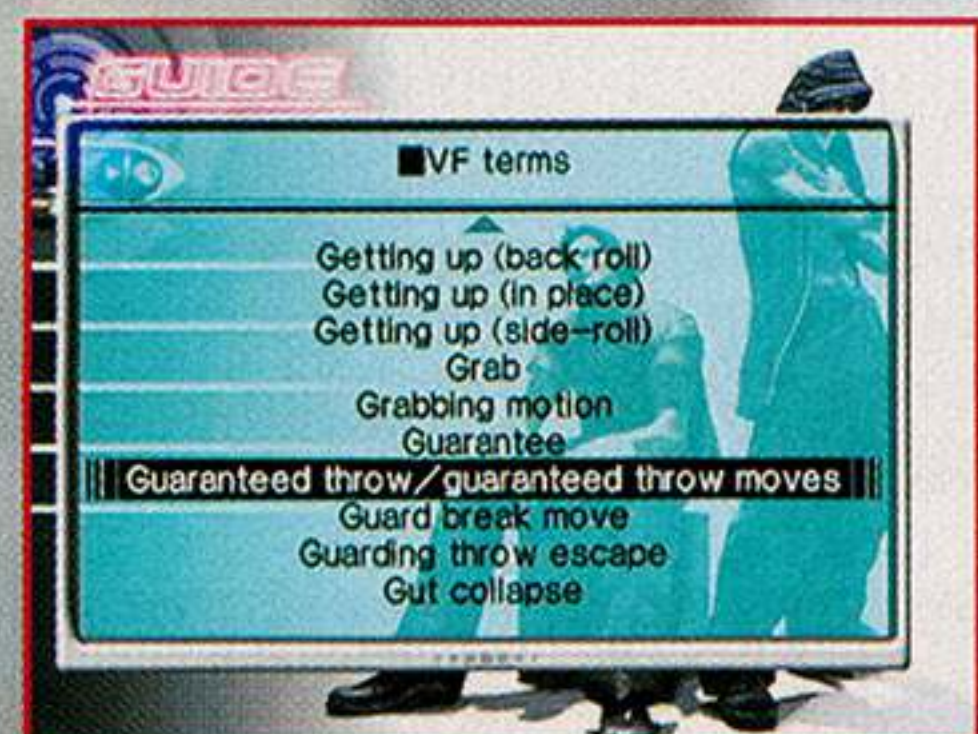 GUIDE
■VF terms
Getting up (back roll)
Getting up (in place)
Getting up (side-roll)
Grab
Grabbing motion
Guarantee
Guaranteed throw/guaranteed throw moves
Guard break move
Guarding throw escape
Gut collapse